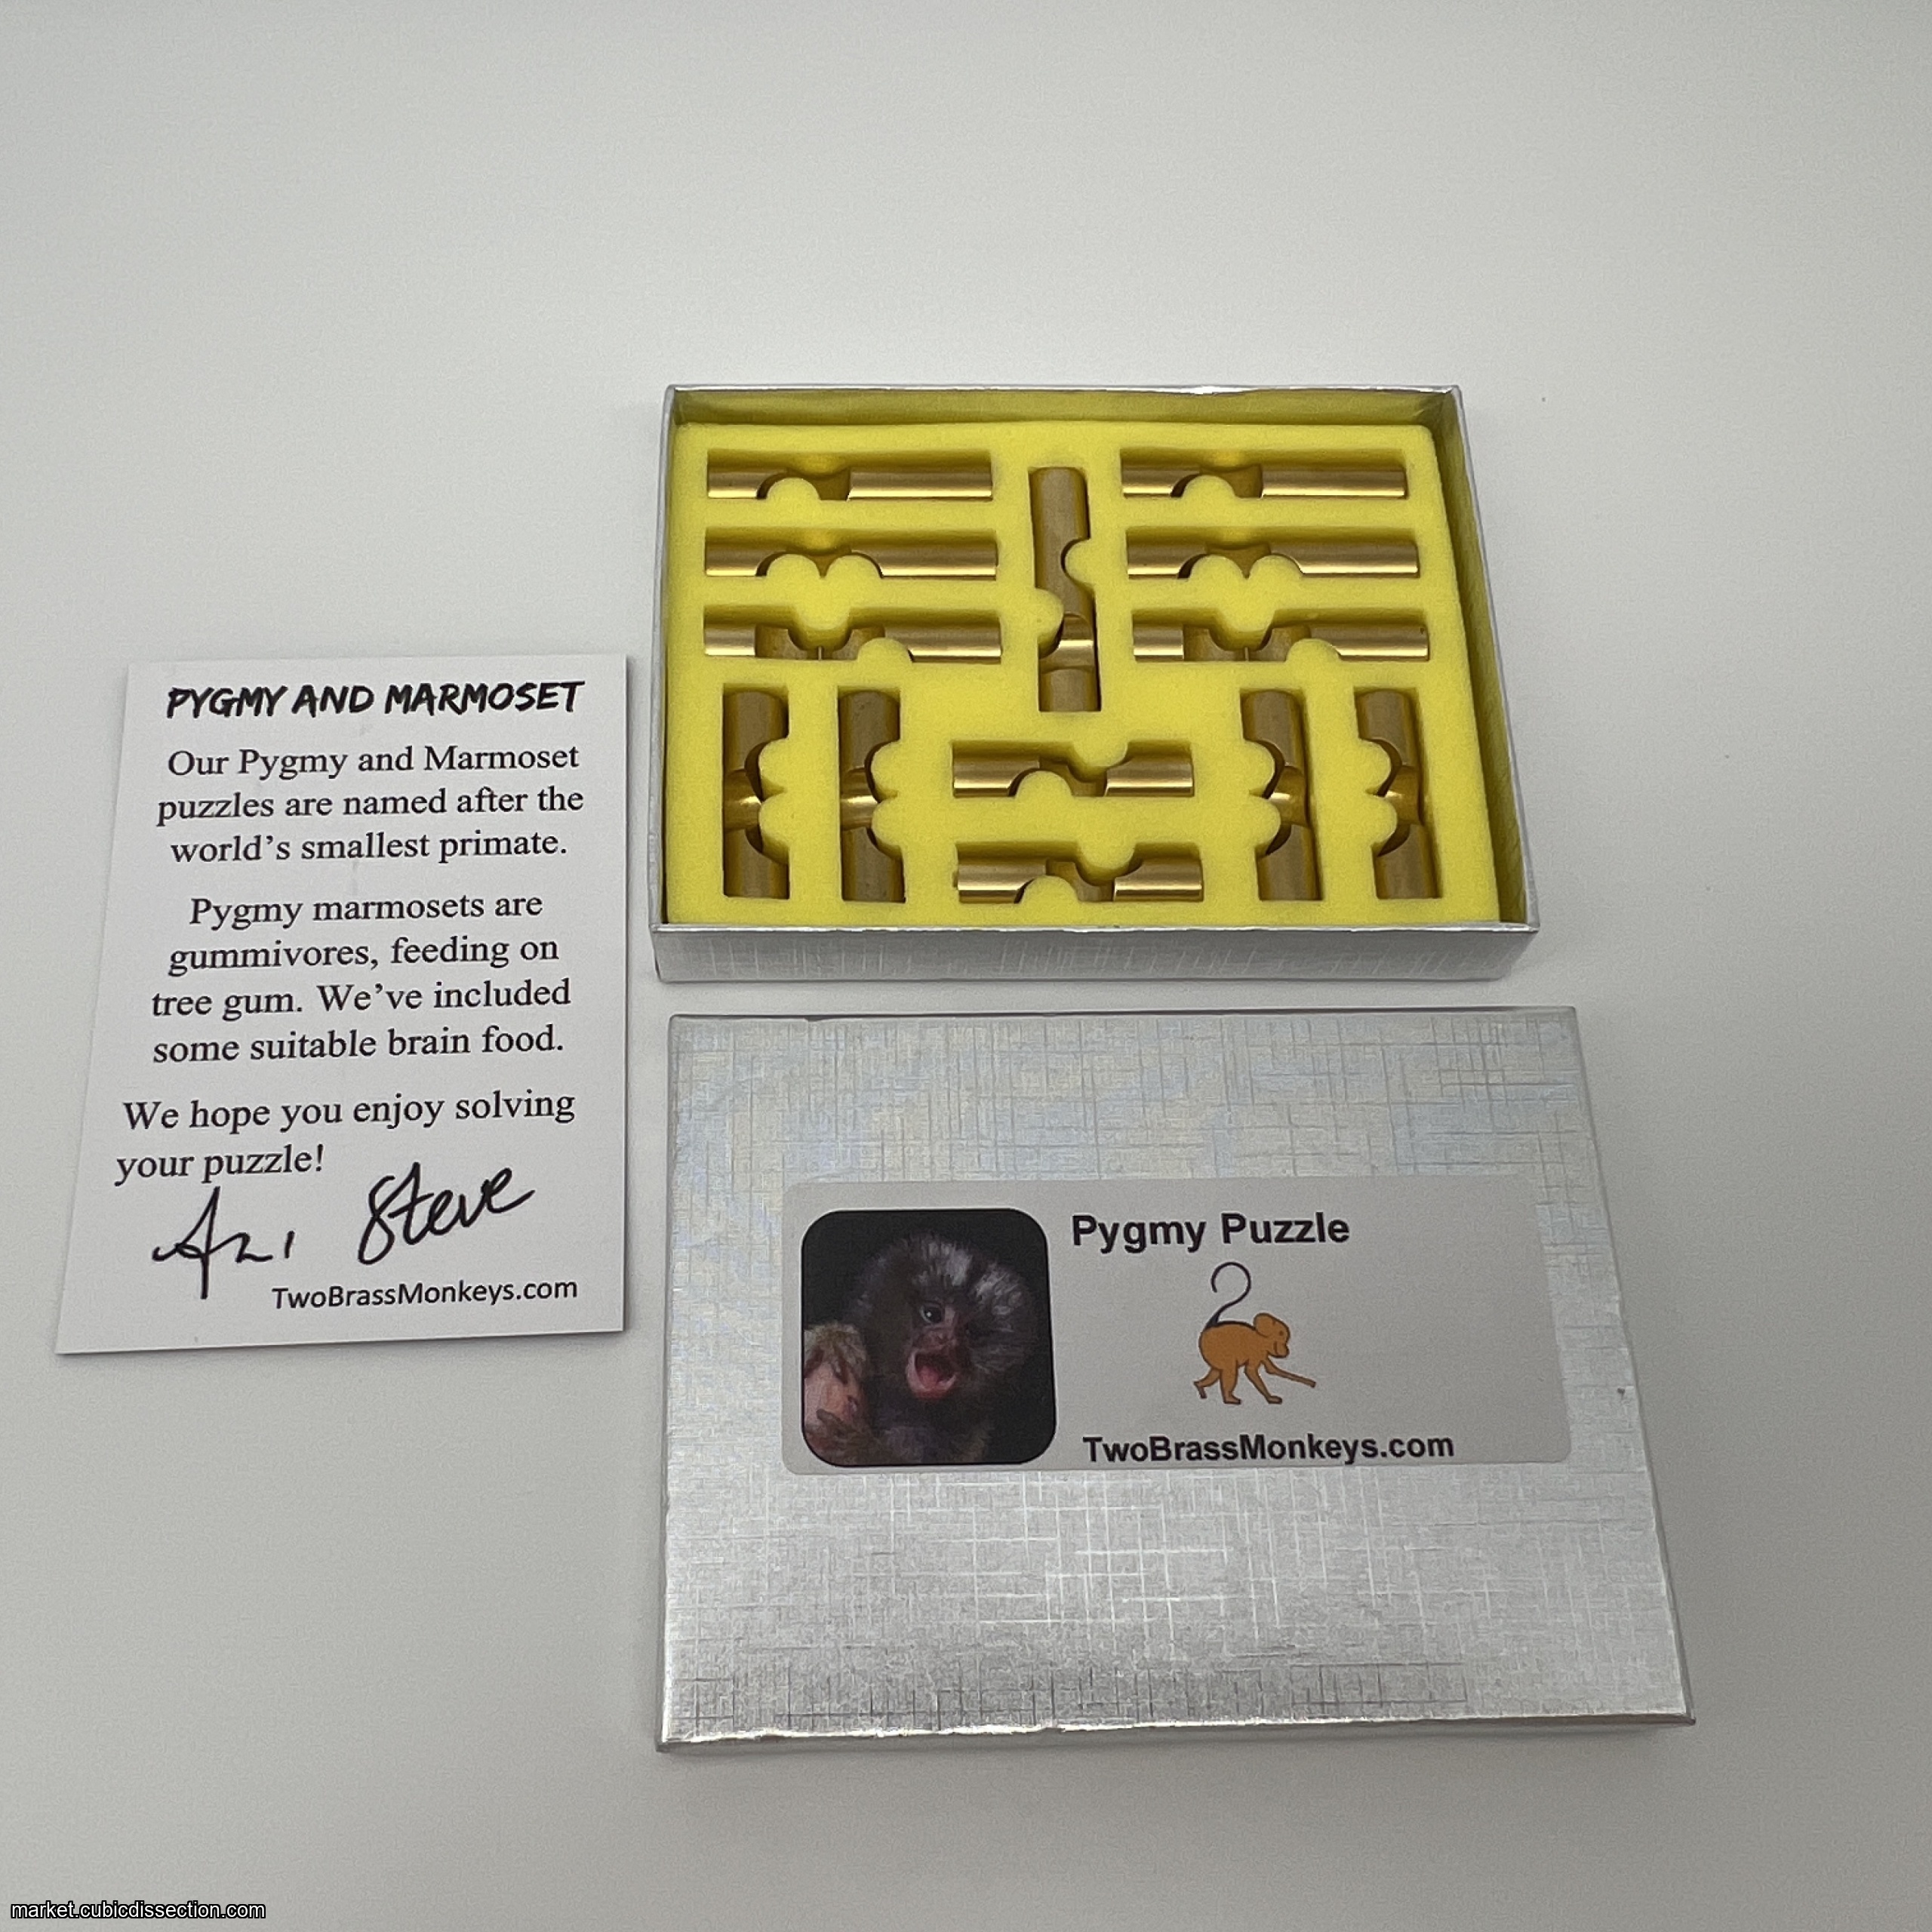 PYGMY AND MARMOSET
Our Pygmy and Marmoset
puzzles are named after the
world's smallest primate.
Pygmy marmosets are
gummivores, feeding on
tree gum. We've included
some suitable brain food.
We hope you enjoy solving
your puzzle!
Steve
TwoBrassMonkeys.com
Pygmy Puzzle
TwoBrassMonkeys.com
market.cubicdissection.com